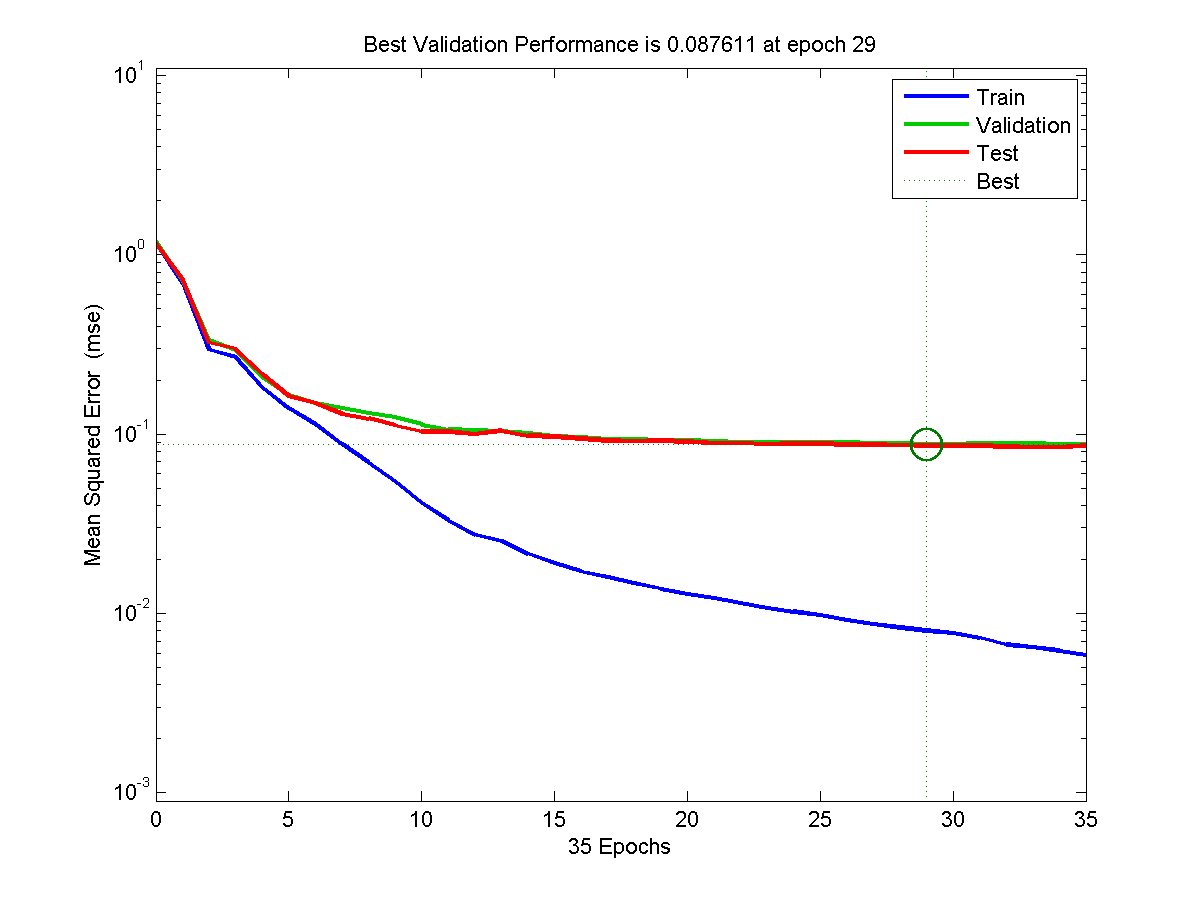 Best Validation Performance is 0.087611 at epoch 29
10^1
10^0
10^-1
10^-2
10^-3
Mean Squared Error (mse)
Train
Validation
Test
Best
0 5 10 15 20 25 30 35
35 Epochs